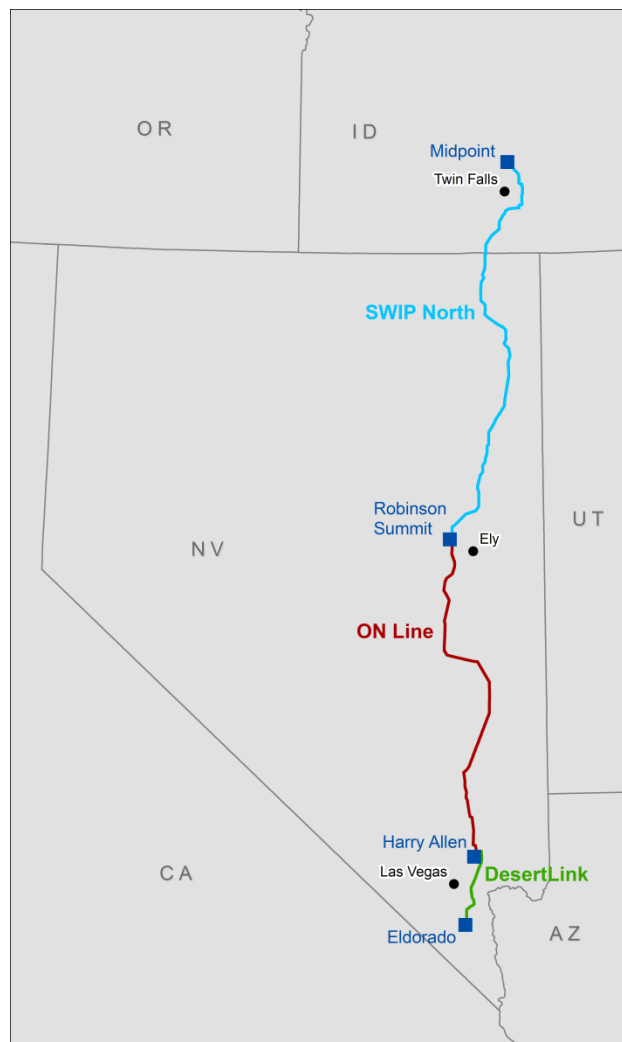 OR
ID
Midpoint
Twin Falls
SWIP North
Robinson
Summit
Ely
UT
NV
ON Line
Harry Allen
Las Vegas
DesertLink
CA
Eldorado
AZ